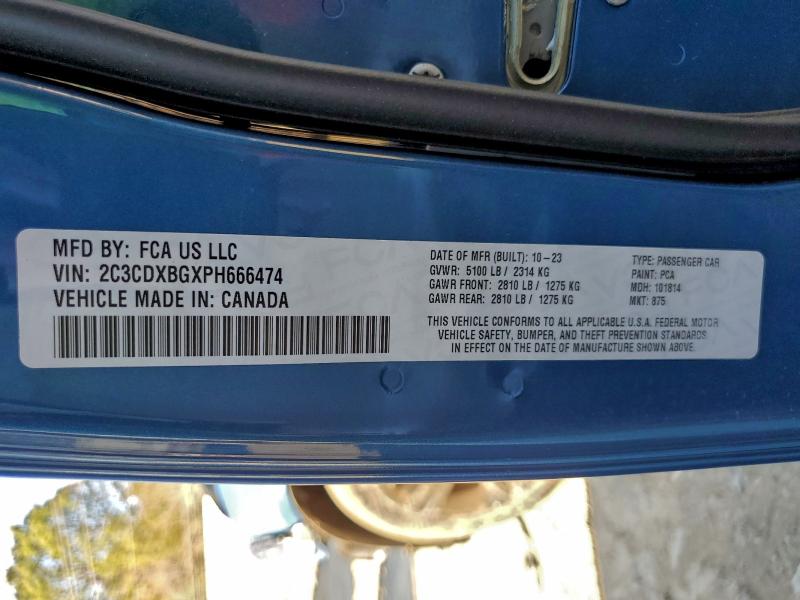 MFD BY: FCA US LLC
VIN: 2C3CDXBGXPH666474
VEHICLE MADE IN: CANADA
DATE OF MFR (BUILT): 10-23
GVWR: 5100 LB / 2314 KG
GAWR FRONT: 2810 LB / 1275 KG
GAWR REAR: 2810 LB / 1275 KG
TYPE: PASSENGER CAR
PAINT: PCA
MDH: 101814
MKT: 875
THIS VEHICLE CONFORMS TO ALL APPLICABLE U.S.A. FEDERAL MOTOR
VEHICLE SAFETY, BUMPER, AND THEFT PREVENTION STANDARDS
IN EFFECT ON THE DATE OF MANUFACTURE SHOWN ABOVE.